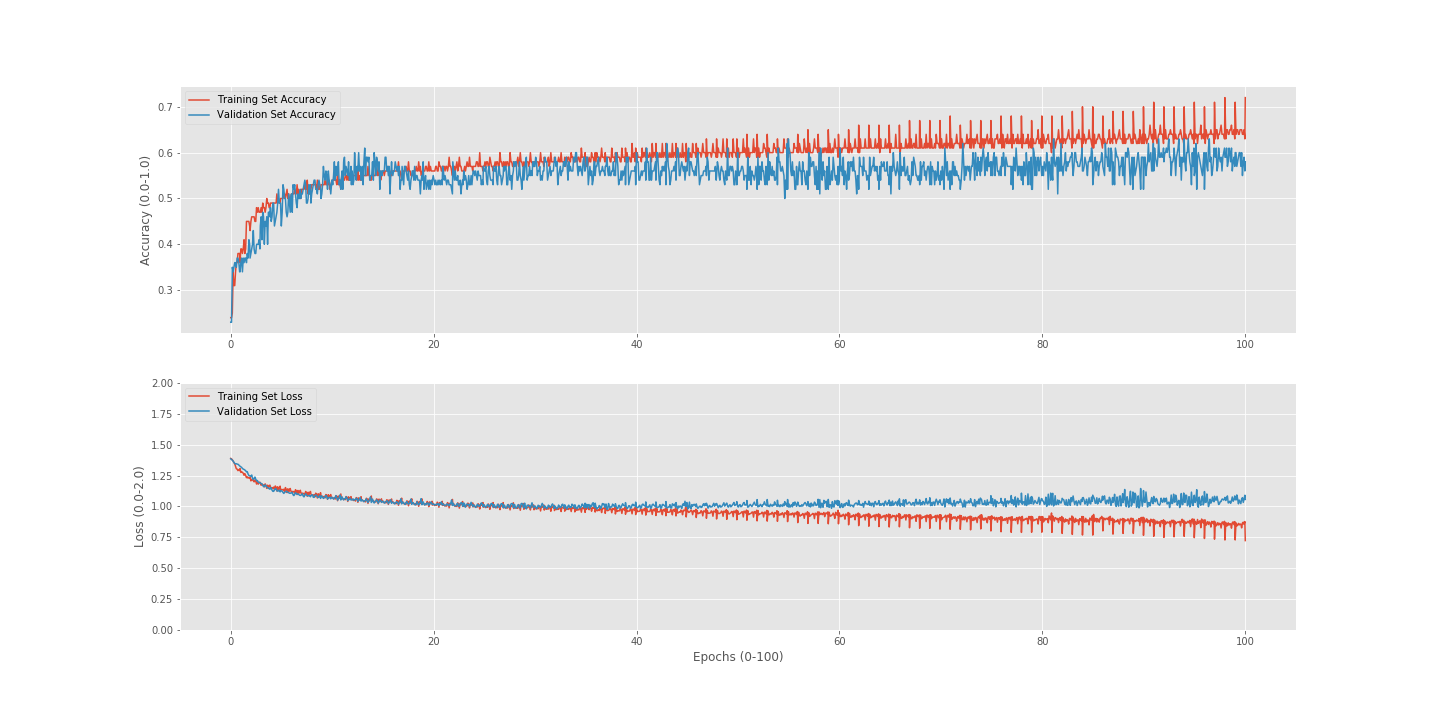 Training Set Accuracy
Validation Set Accuracy
Accuracy (0.0-1.0)
0.7
0.6
0.5
0.4
0.3
0 20 40 60 80 100
Training Set Loss
Validation Set Loss
Loss (0.0-2.0)
2.00
1.75
1.50
1.25
1.00
0.75
0.50
0.25
0.00
0 20 40 60 80 100
Epochs (0-100)